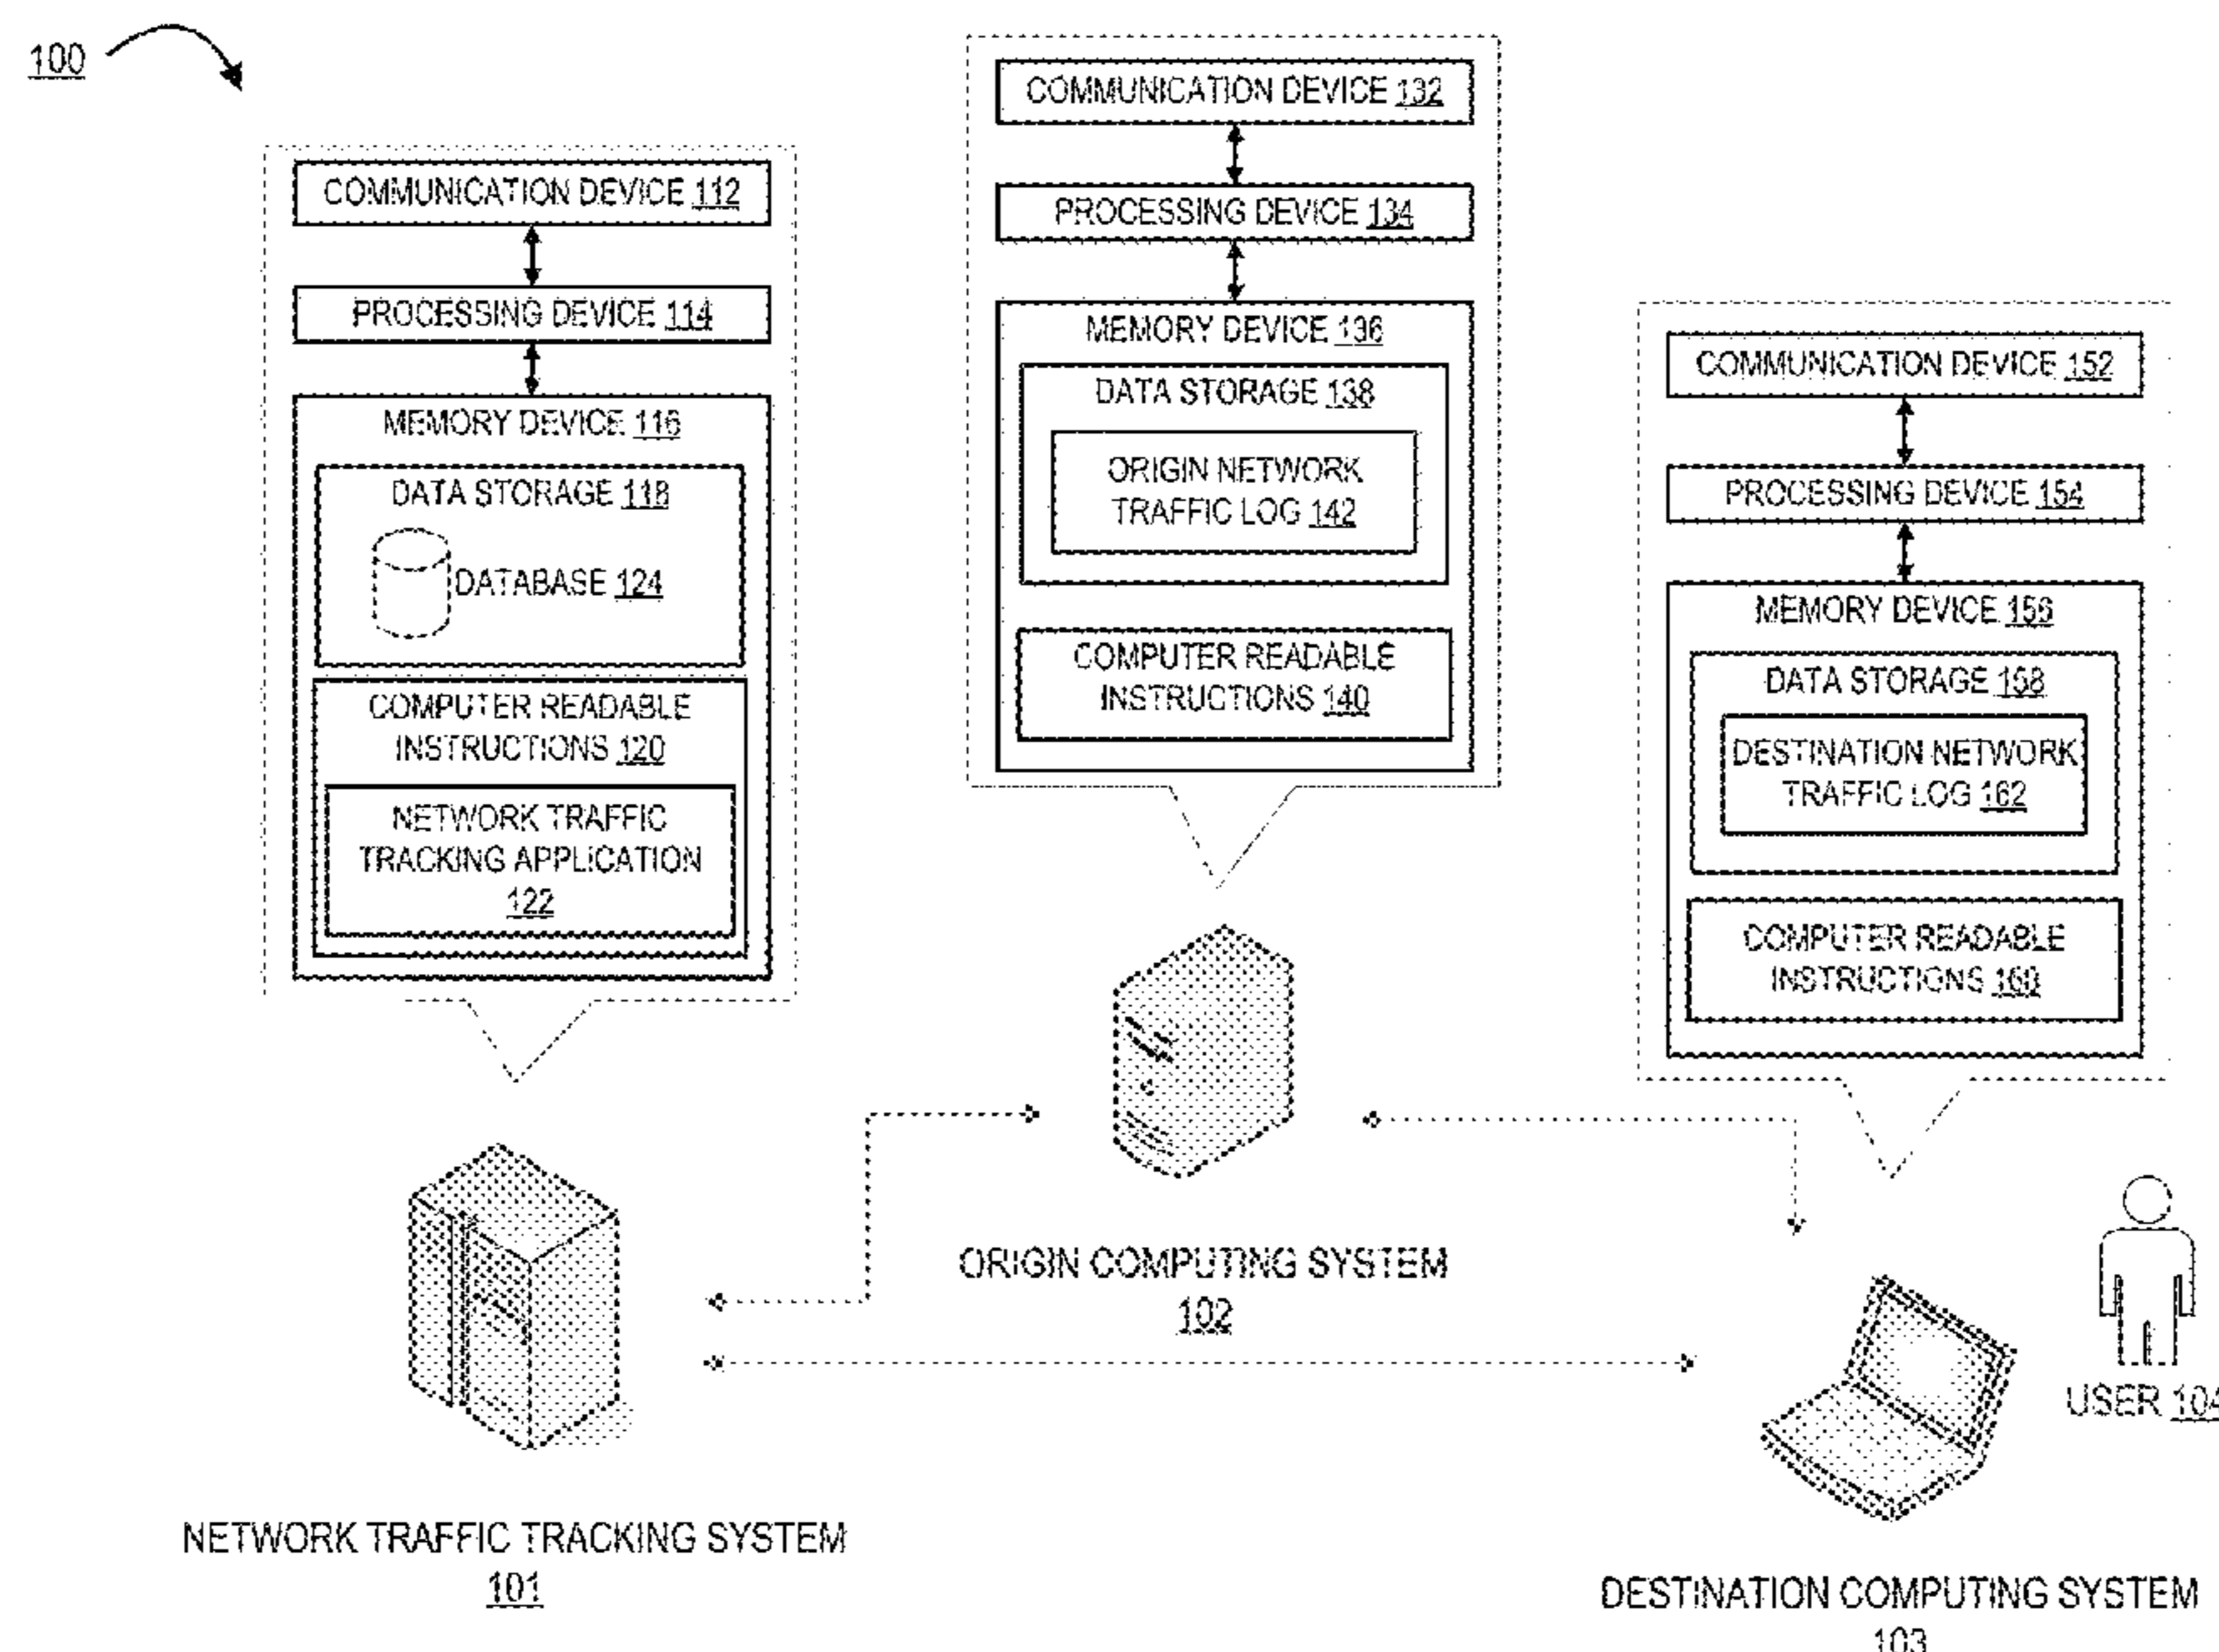 100
COMMUNICATION DEVICE 112
PROCESSING DEVICE 114
MEMORY DEVICE 116
DATA STORAGE 118
DATABASE 124
COMPUTER READABLE
INSTRUCTIONS 120
NETWORK TRAFFIC
TRACKING APPLICATION
122
NETWORK TRAFFIC TRACKING SYSTEM
101
COMMUNICATION DEVICE 132
PROCESSING DEVICE 134
MEMORY DEVICE 136
DATA STORAGE 138
ORIGIN NETWORK
TRAFFIC LOG 142
COMPUTER READABLE
INSTRUCTIONS 140
ORIGIN COMPUTING SYSTEM
102
COMMUNICATION DEVICE 152
PROCESSING DEVICE 154
MEMORY DEVICE 156
DATA STORAGE 158
DESTINATION NETWORK
TRAFFIC LOG 162
COMPUTER READABLE
INSTRUCTIONS 160
USER 104
DESTINATION COMPUTING SYSTEM
103